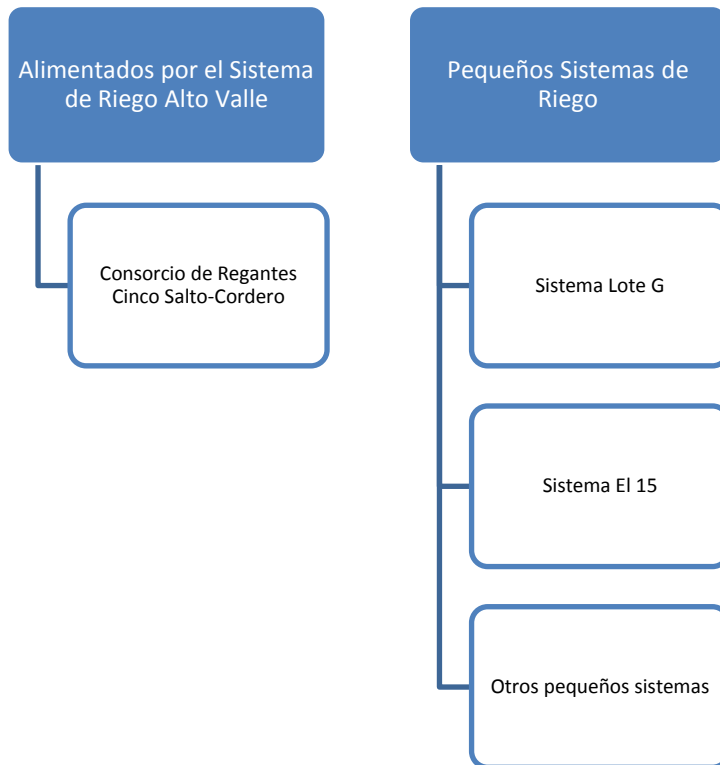 Alimentados por el Sistema
de Riego Alto Valle
Consorcio de Regantes
Cinco Salto-Cordero
Pequeños Sistemas de
Riego
Sistema Lote G
Sistema El 15
Otros pequeños sistemas